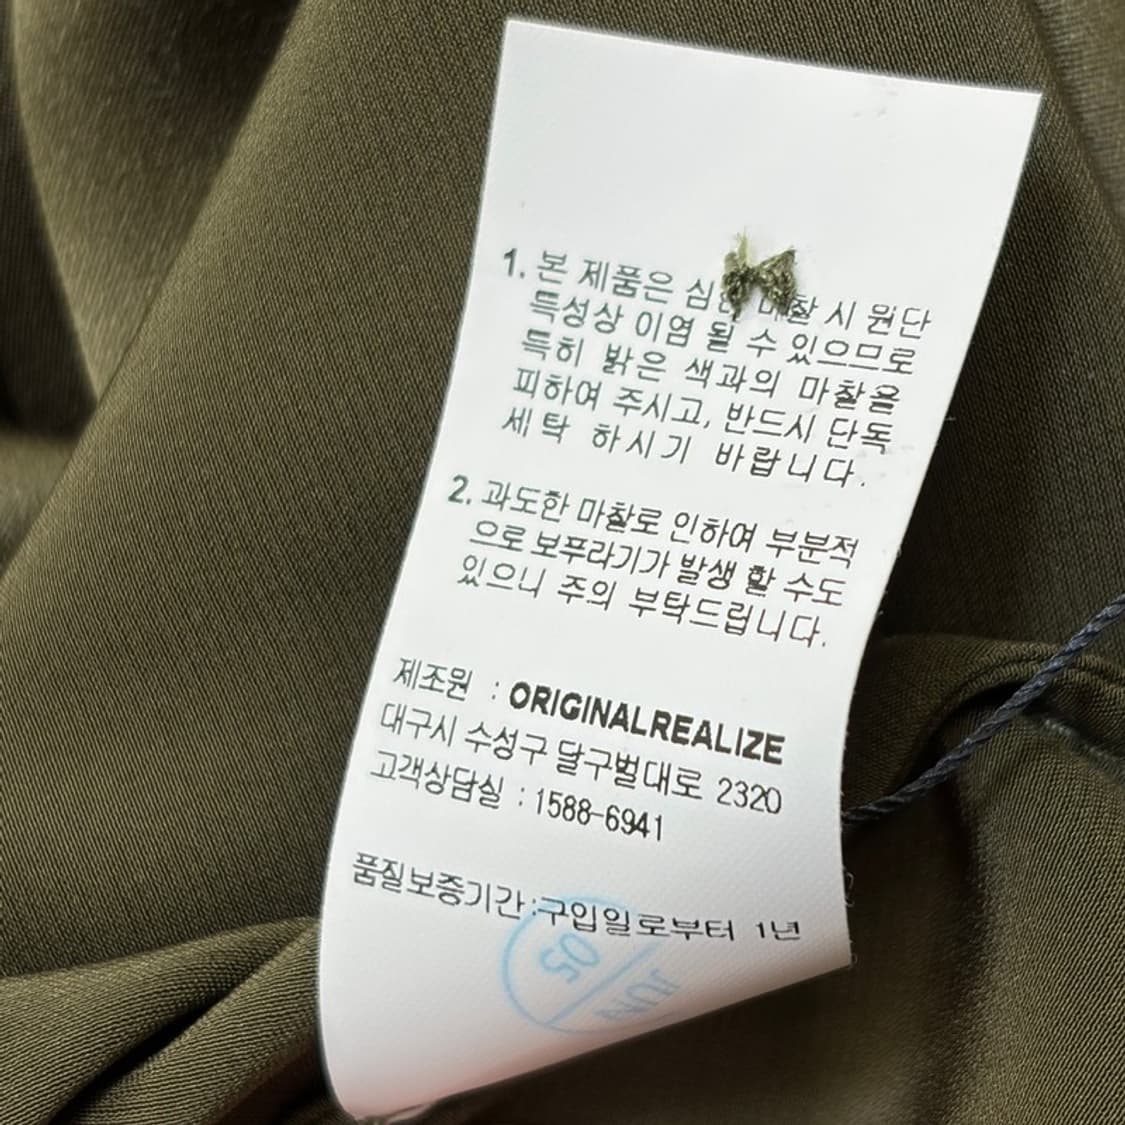 1. 본 제품은 심한 마찰 시 원단
특성상 이염 될 수 있으므로
특히 밝은 색과의 마찰을
피하여 주시고, 반드시 단독
세탁 하시기 바랍니다.
2. 과도한 마찰로 인하여 부분적
으로 보푸라기가 발생 할 수도
있으니 주의 부탁드립니다.
제조원 : ORIGINALREALIZE
대구시 수성구 달구벌대로 2320
고객상담실 : 1588-6941
품질보증기간:구입일로부터 1년
05
JUN